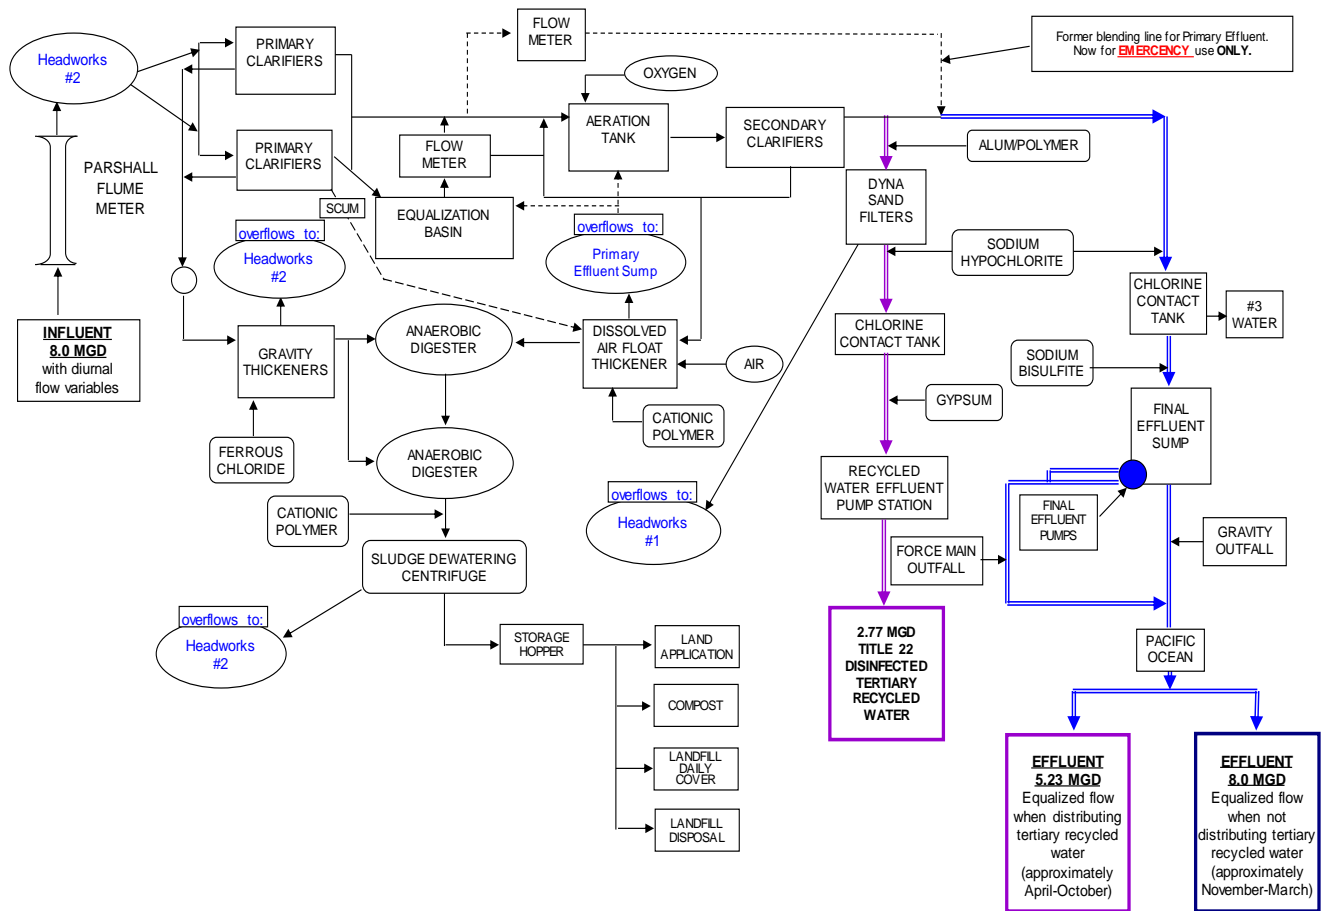 Headworks
#2
PRIMARY
CLARIFIERS
FLOW
METER
Former blending line for Primary Effluent.
Now for EMERGENCY use ONLY.
OXYGEN
AERATION
TANK
SECONDARY
CLARIFIERS
PRIMARY
CLARIFIERS
FLOW
METER
ALUM/POLYMER
PARSHALL
FLUME
METER
DYNA
SAND
FILTERS
SCUM
EQUALIZATION
BASIN
overflows to:
Headworks
#2
overflows to:
Primary
Effluent Sump
SODIUM
HYPOCHLORITE
CHLORINE
CONTACT
TANK
#3
WATER
INFLUENT
8.0 MGD
with diurnal
flow variables
GRAVITY
THICKENERS
ANAEROBIC
DIGESTER
DISSOLVED
AIR FLOAT
THICKENER
AIR
CHLORINE
CONTACT TANK
SODIUM
BISULFITE
GYPSUM
FINAL
EFFLUENT
SUMP
CATIONIC
POLYMER
FERROUS
CHLORIDE
ANAEROBIC
DIGESTER
RECYCLED
WATER EFFLUENT
PUMP STATION
overflows to:
Headworks
#1
CATIONIC
POLYMER
FINAL
EFFLUENT
PUMPS
GRAVITY
OUTFALL
FORCE MAIN
OUTFALL
SLUDGE DEWATERING
CENTRIFUGE
overflows to:
Headworks
#2
STORAGE
HOPPER
LAND
APPLICATION
COMPOST
LANDFILL
DAILY
COVER
LANDFILL
DISPOSAL
2.77 MGD
TITLE 22
DISINFECTED
TERTIARY
RECYCLED
WATER
PACIFIC
OCEAN
EFFLUENT
5.23 MGD
Equalized flow
when distributing
tertiary recycled
water
(approximately
April-October)
EFFLUENT
8.0 MGD
Equalized flow
when not
distributing tertiary
recycled water
(approximately
November-March)